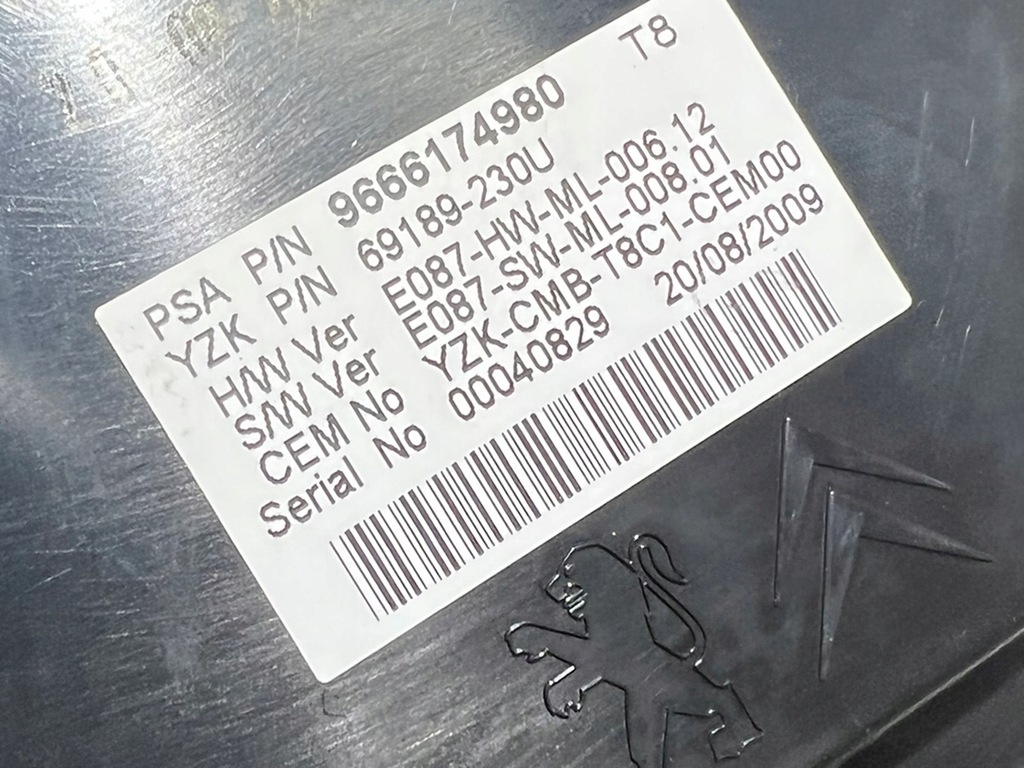 T8
PSA P/N 9666174980
YZK P/N 69189-230U
H/W Ver E087-HW-ML-006.12
S/W Ver E087-SW-ML-008.01
CEM No YZK-CMB-T8C1-CEM00
Serial No 00040829 20/08/2009